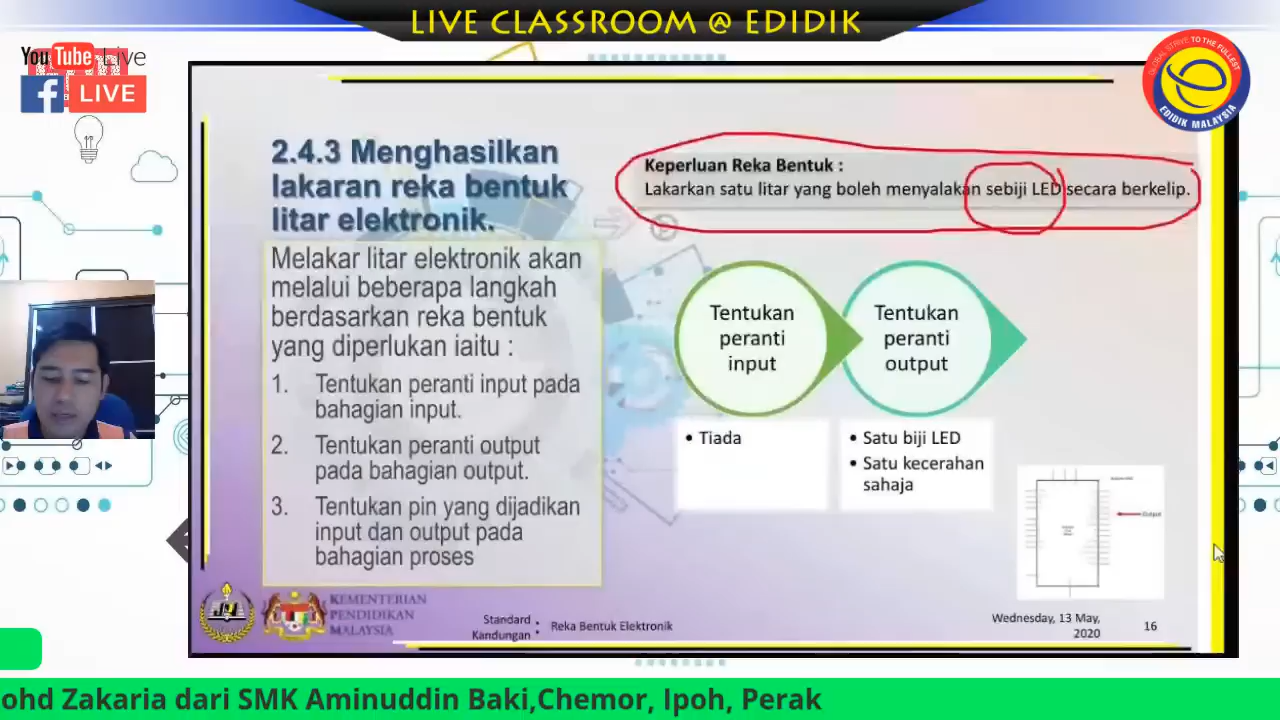 LIVE CLASSROOM @ EDIDIK
YouTube Live
LIVE
GLOBAL STRIVE TO THE FULLEST
EDIDIK MALAYSIA
2.4.3 Menghasilkan
lakaran reka bentuk
litar elektronik.
Melakar litar elektronik akan
melalui beberapa langkah
berdasarkan reka bentuk
yang diperlukan iaitu :
1. Tentukan peranti input pada
bahagian input.
2. Tentukan peranti output
pada bahagian output.
3. Tentukan pin yang dijadikan
input dan output pada
bahagian proses
Keperluan Reka Bentuk :
Lakarkan satu litar yang boleh menyalakan sebiji LED secara berkelip.
Tentukan
peranti
input
Tentukan
peranti
output
• Tiada
• Satu biji LED
• Satu kecerahan
sahaja
Output
KEMENTERIAN
PENDIDIKAN
MALAYSIA
Standard
Kandungan :
Reka Bentuk Elektronik
Wednesday, 13 May,
2020
16
ohd Zakaria dari SMK Aminuddin Baki,Chemor, Ipoh, Perak